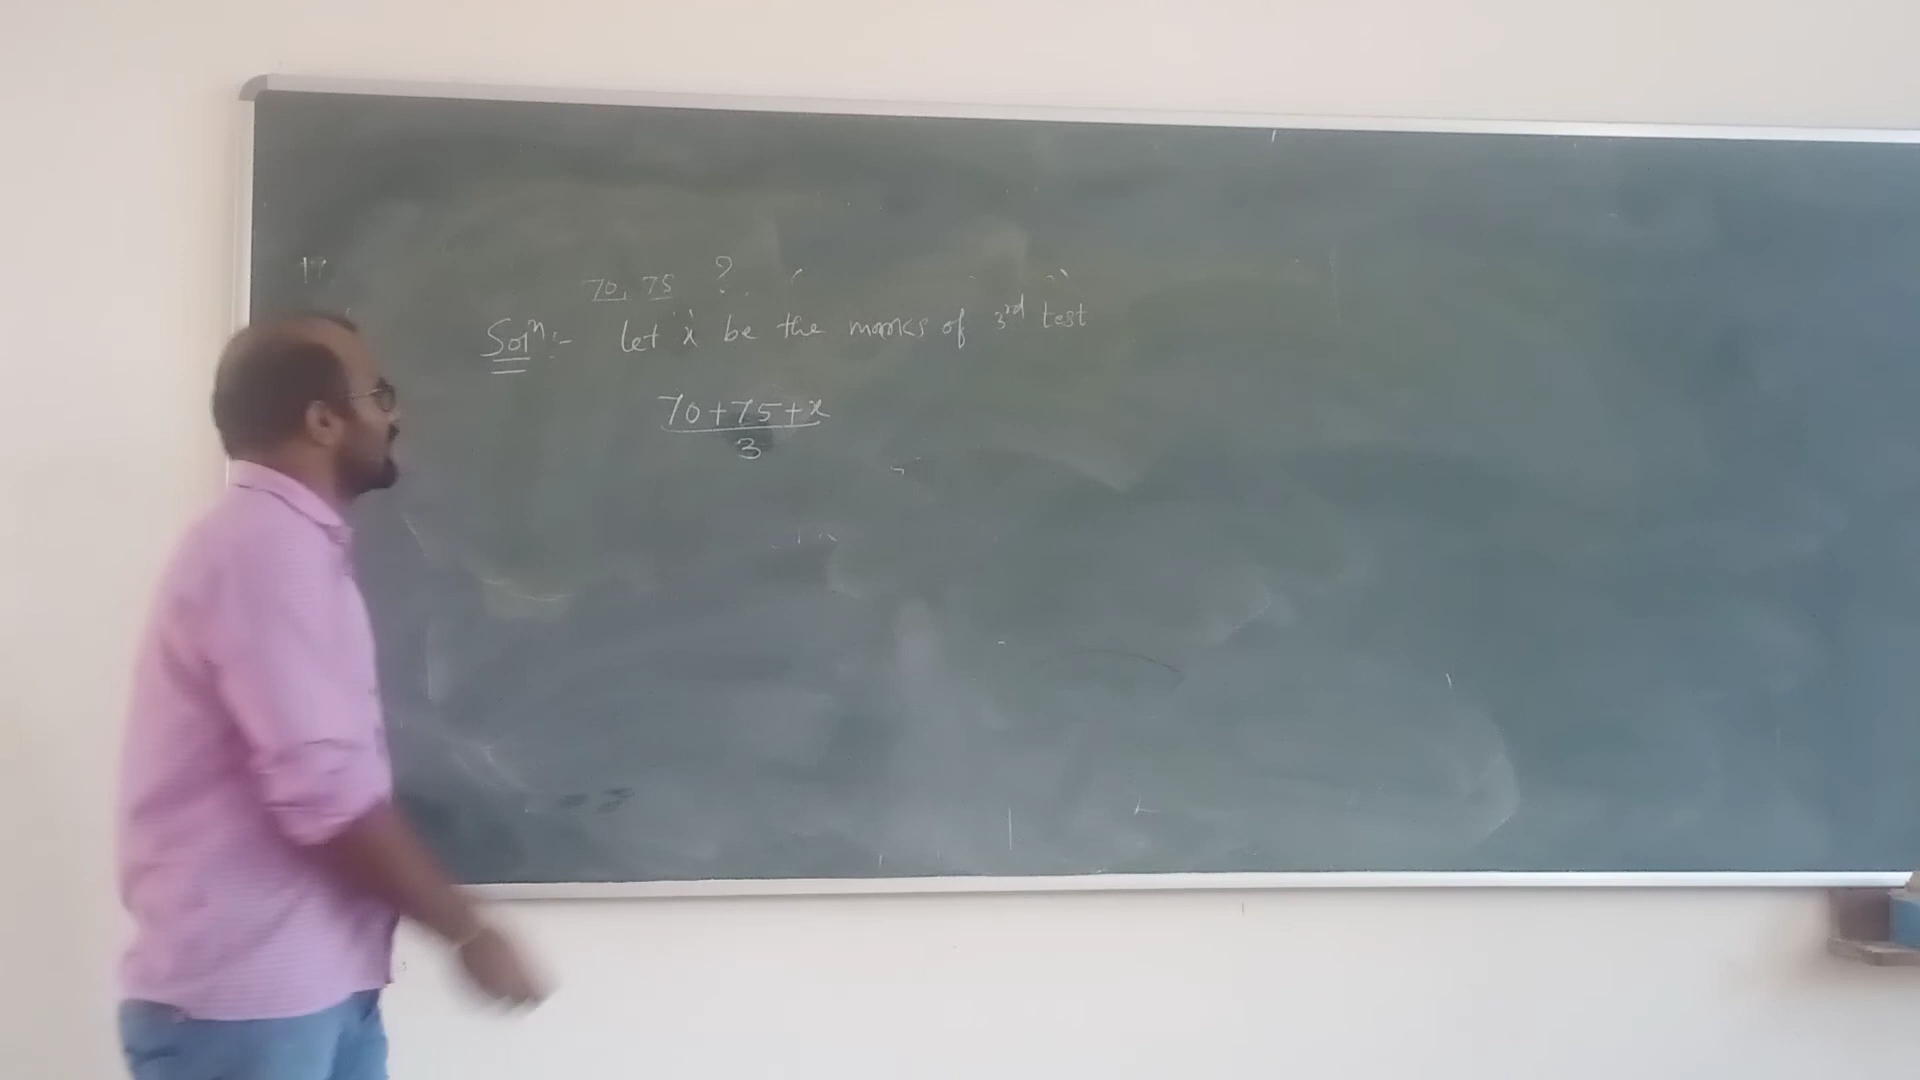 70, 75 ?
Solⁿ:- let x be the marks of 3rd test
70+75+x
3